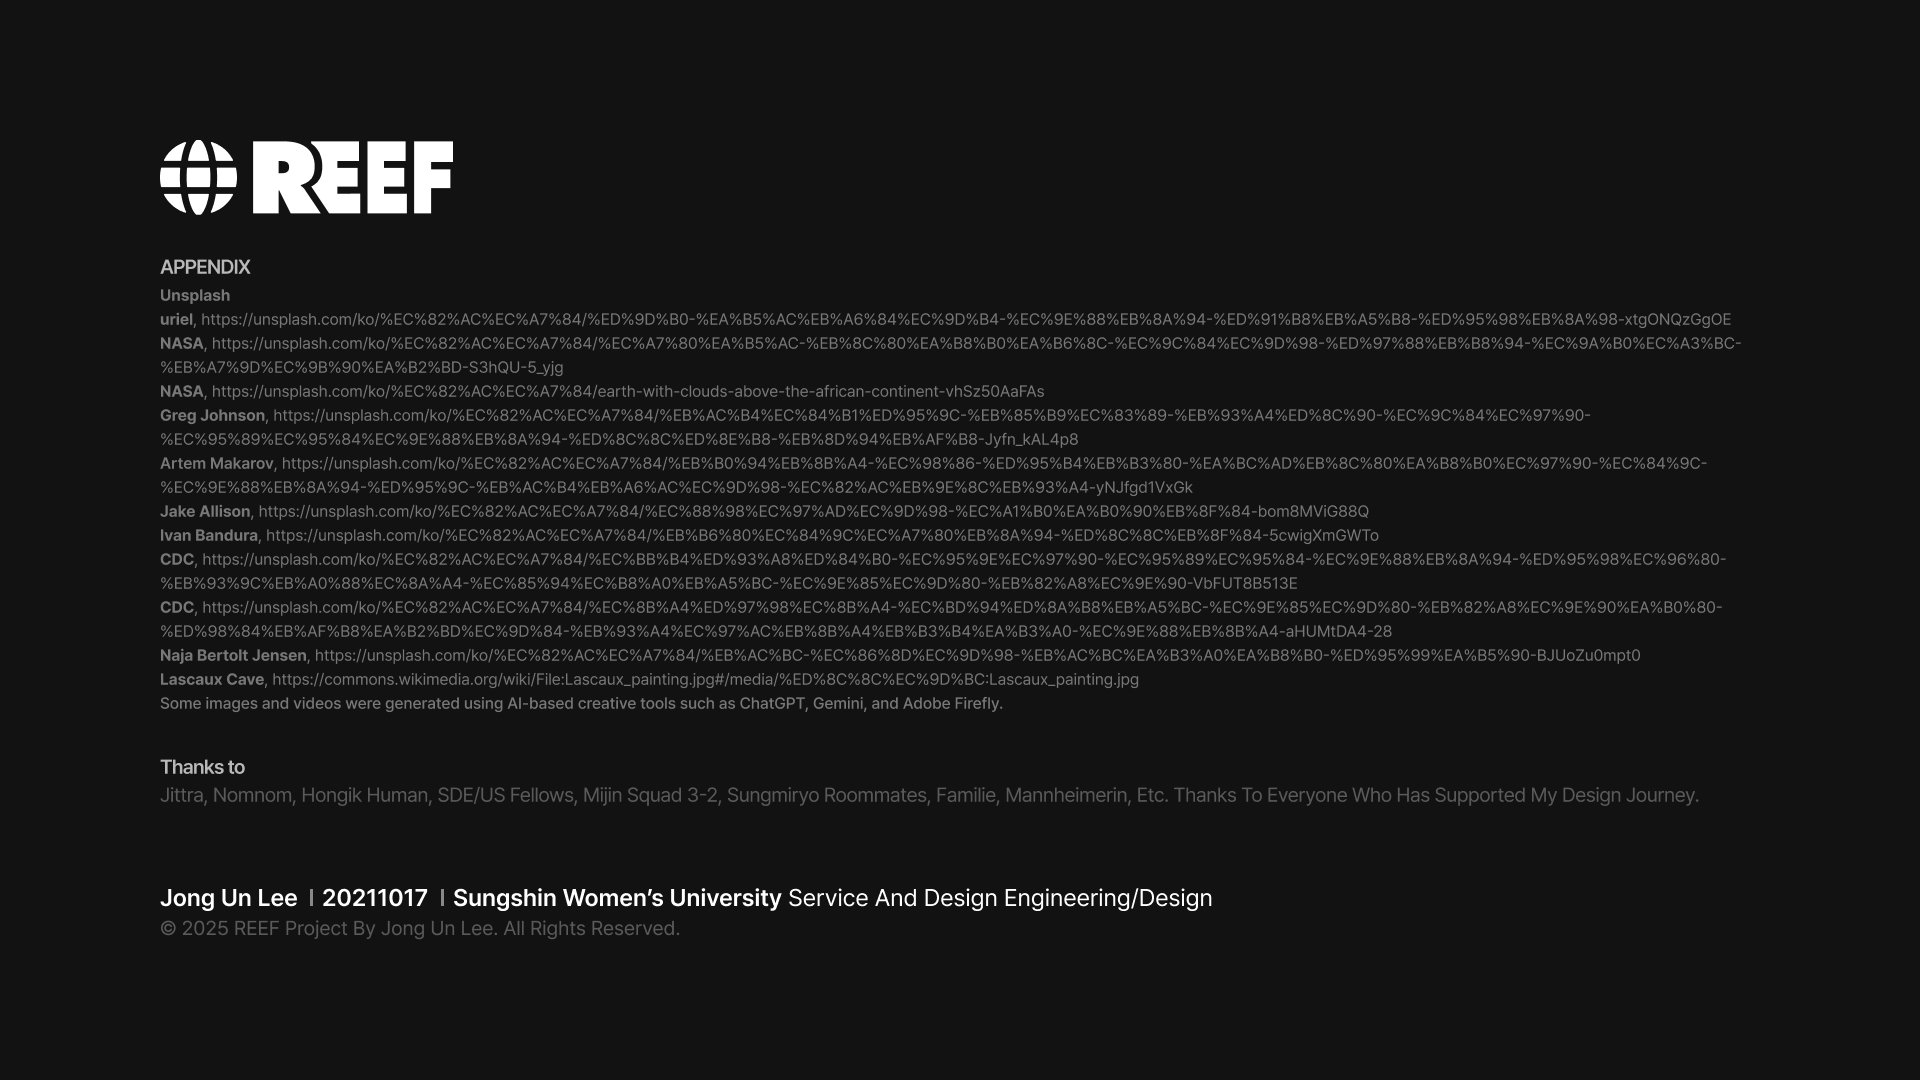 REEF
APPENDIX
Unsplash
uriel, https://unsplash.com/ko/%EC%82%AC%EC%A7%84/%ED%9D%B0-%EA%B5%AC%EB%A6%84%EC%9D%B4-%EC%9E%88%EB%8A%94-%ED%91%B8%EB%A5%B8-%ED%95%98%EB%8A%98-xtgONQzGgOE
NASA, https://unsplash.com/ko/%EC%82%AC%EC%A7%84/%EC%A7%80%EA%B5%AC-%EB%8C%80%EA%B8%B0%EA%B6%8C-%EC%9C%84%EC%9D%98-%ED%97%88%EB%B8%94-%EC%9A%B0%EC%A3%BC-
%EB%A7%9D%EC%9B%90%EA%B2%BD-S3hQU-5_yjg
NASA, https://unsplash.com/ko/%EC%82%AC%EC%A7%84/earth-with-clouds-above-the-african-continent-vhSz50AaFAs
Greg Johnson, https://unsplash.com/ko/%EC%82%AC%EC%A7%84/%EB%AC%B4%EC%84%B1%ED%95%9C-%EB%85%B9%EC%83%89-%EB%93%A4%ED%8C%90-%EC%9C%84%EC%97%90-
%EC%95%89%EC%95%84%EC%9E%88%EB%8A%94-%ED%8C%8C%ED%8E%B8-%EB%8D%94%EB%AF%B8-Jyfn_kAL4p8
Artem Makarov, https://unsplash.com/ko/%EC%82%AC%EC%A7%84/%EB%B0%94%EB%8B%A4-%EC%98%86-%ED%95%B4%EB%B3%80-%EA%BC%AD%EB%8C%80%EA%B8%B0%EC%97%90-%EC%84%9C-
%EC%9E%88%EB%8A%94-%ED%95%9C-%EB%AC%B4%EB%A6%AC%EC%9D%98-%EC%82%AC%EB%9E%8C%EB%93%A4-yNJfgd1VxGk
Jake Allison, https://unsplash.com/ko/%EC%82%AC%EC%A7%84/%EC%88%98%EC%97%AD%EC%9D%98-%EC%A1%B0%EA%B0%90%EB%8F%84-bom8MViG88Q
Ivan Bandura, https://unsplash.com/ko/%EC%82%AC%EC%A7%84/%EB%B6%80%EC%84%9C%EC%A7%80%EB%8A%94-%ED%8C%8C%EB%8F%84-5cwigXmGWTo
CDC, https://unsplash.com/ko/%EC%82%AC%EC%A7%84/%EC%BB%B4%ED%93%A8%ED%84%B0-%EC%95%9E%EC%97%90-%EC%95%89%EC%95%84-%EC%9E%88%EB%8A%94-%ED%95%98%EC%96%80-
%EB%93%9C%EB%A0%88%EC%8A%A4-%EC%85%94%EC%B8%A0%EB%A5%BC-%EC%9E%85%EC%9D%80-%EB%82%A8%EC%9E%90-VbFUT8B513E
CDC, https://unsplash.com/ko/%EC%82%AC%EC%A7%84/%EC%8B%A4%ED%97%98%EC%8B%A4-%EC%BD%94%ED%8A%B8%EB%A5%BC-%EC%9E%85%EC%9D%80-%EB%82%A8%EC%9E%90%EA%B0%80-
%ED%98%84%EB%AF%B8%EA%B2%BD%EC%9D%84-%EB%93%A4%EC%97%AC%EB%8B%A4%EB%B3%B4%EA%B3%A0-%EC%9E%88%EB%8B%A4-aHUMtDA4-28
Naja Bertolt Jensen, https://unsplash.com/ko/%EC%82%AC%EC%A7%84/%EB%AC%BC-%EC%86%8D%EC%9D%98-%EB%AC%BC%EA%B3%A0%EA%B8%B0-%ED%95%99%EA%B5%90-BJUoZu0mpt0
Lascaux Cave, https://commons.wikimedia.org/wiki/File:Lascaux_painting.jpg#/media/%ED%8C%8C%EC%9D%BC:Lascaux_painting.jpg
Some images and videos were generated using AI-based creative tools such as ChatGPT, Gemini, and Adobe Firefly.
Thanks to
Jittra, Nomnom, Hongik Human, SDE/US Fellows, Mijin Squad 3-2, Sungmiryo Roommates, Familie, Mannheimerin, Etc. Thanks To Everyone Who Has Supported My Design Journey.
Jong Un Lee | 20211017 | Sungshin Women’s University Service And Design Engineering/Design
© 2025 REEF Project By Jong Un Lee. All Rights Reserved.